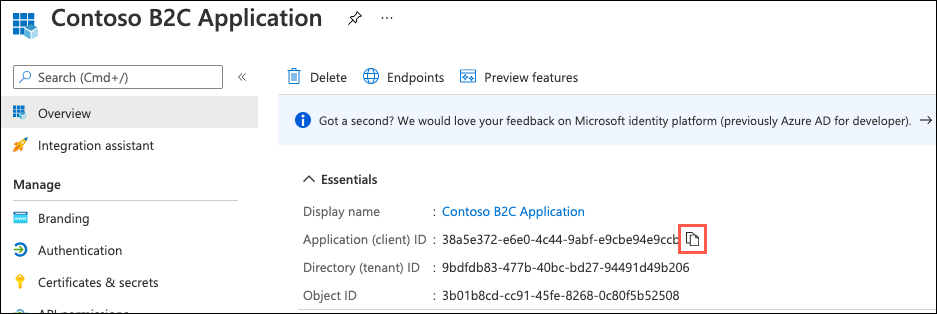 Contoso B2C Application
Search (Cmd+/)
Delete
Endpoints
Preview features
Overview
Got a second? We would love your feedback on Microsoft identity platform (previously Azure AD for developer).
Integration assistant
Manage
Essentials
Branding
Display name : Contoso B2C Application
Authentication
Application (client) ID : 38a5e372-e6e0-4c44-9abf-e9cbe94e9ccb
Certificates & secrets
Directory (tenant) ID : 9bdfdb83-477b-40bc-bd27-94491d49b206
Object ID : 3b01b8cd-cc91-45fe-8268-0c80f5b52508
API permissions